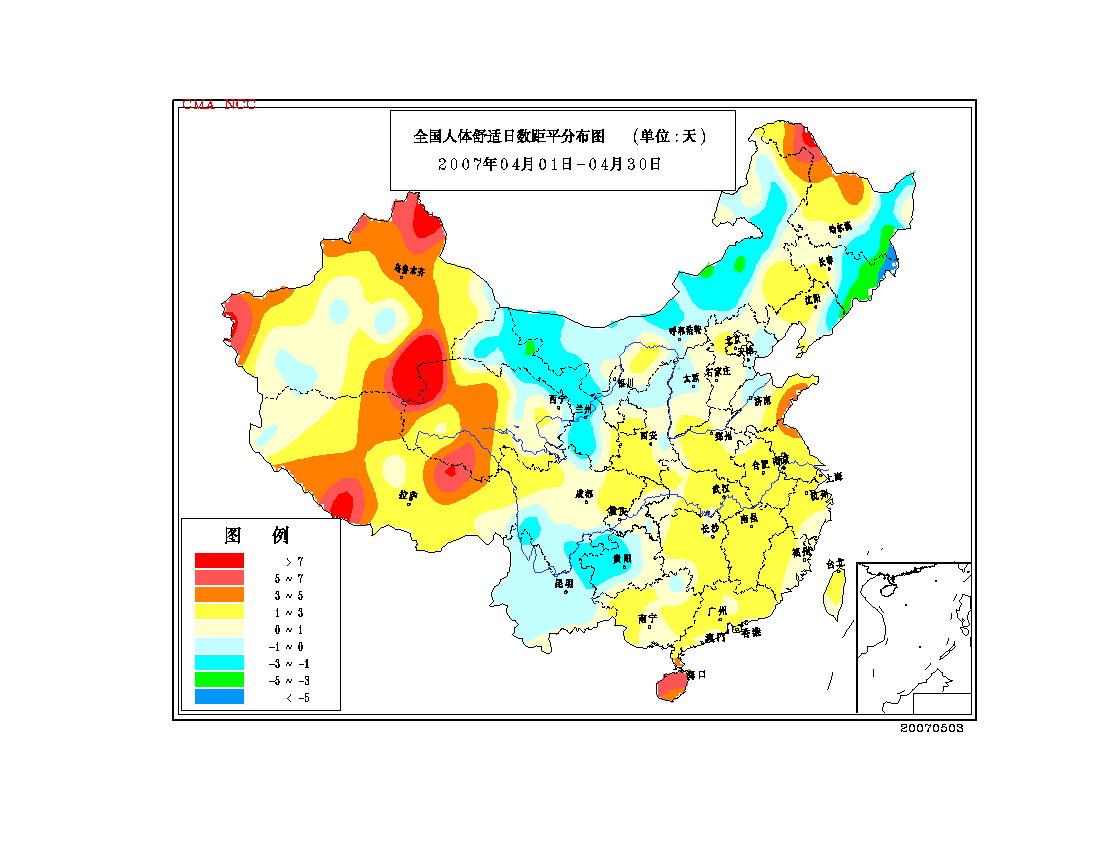 CMA NCC
全国人体舒适日数距平分布图 (单位:天)
2007年04月01日-04月30日
哈尔滨
长春
乌鲁木齐
沈阳
呼和浩特
北京
天津
银川
太原
石家庄
西宁
兰州
济南
西安
郑州
合肥
南京
上海
拉萨
成都
武汉
杭州
重庆
长沙
南昌
贵阳
福州
台北
昆明
南宁
广州
澳门
香港
海口
图 例
> 7
5 ~ 7
3 ~ 5
1 ~ 3
0 ~ 1
-1 ~ 0
-3 ~ -1
-5 ~ -3
< -5
20070503